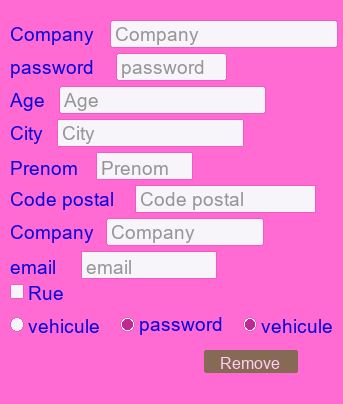 Company Company
password password
Age Age
City City
Prenom Prenom
Code postal Code postal
Company Company
email email
Rue
vehicule password vehicule
Remove